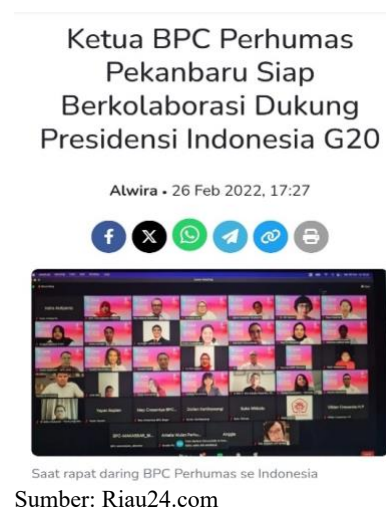 Ketua BPC Perhumas
Pekanbaru Siap
Berkolaborasi Dukung
Presidensi Indonesia G20
Alwira • 26 Feb 2022, 17:27
Saat rapat daring BPC Perhumas se Indonesia
Sumber: Riau24.com